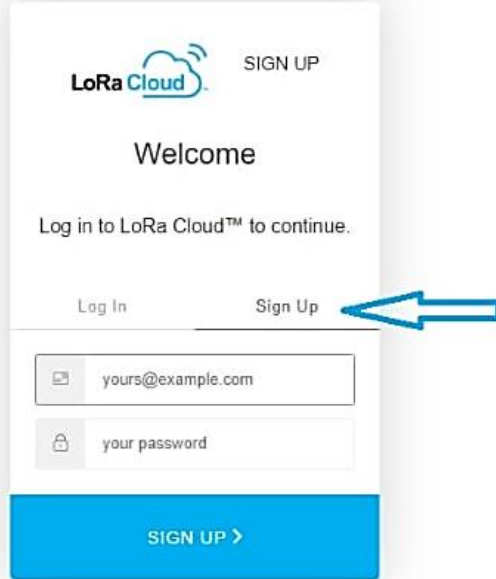 SIGN UP
LoRa Cloud™
Welcome
Log in to LoRa Cloud™ to continue.
Log In Sign Up
yours@example.com
your password
SIGN UP >